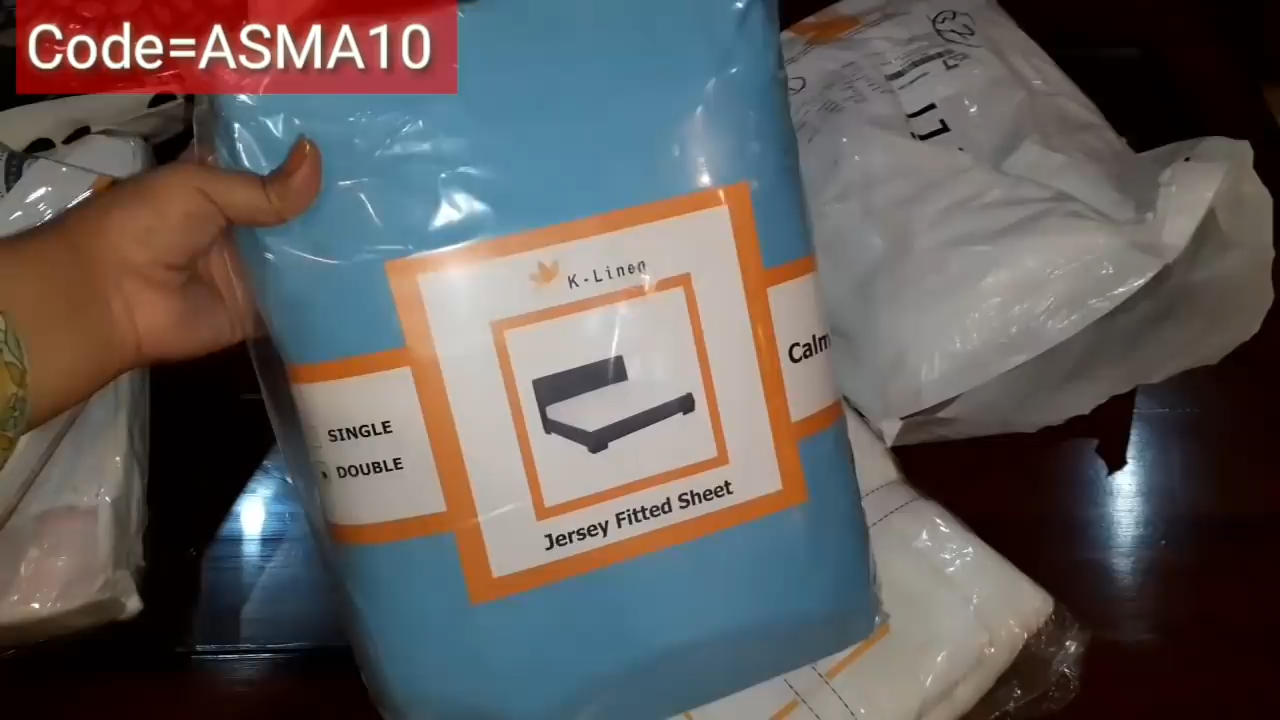 Code=ASMA10
K-Linen
Calm
SINGLE
DOUBLE
Jersey Fitted Sheet